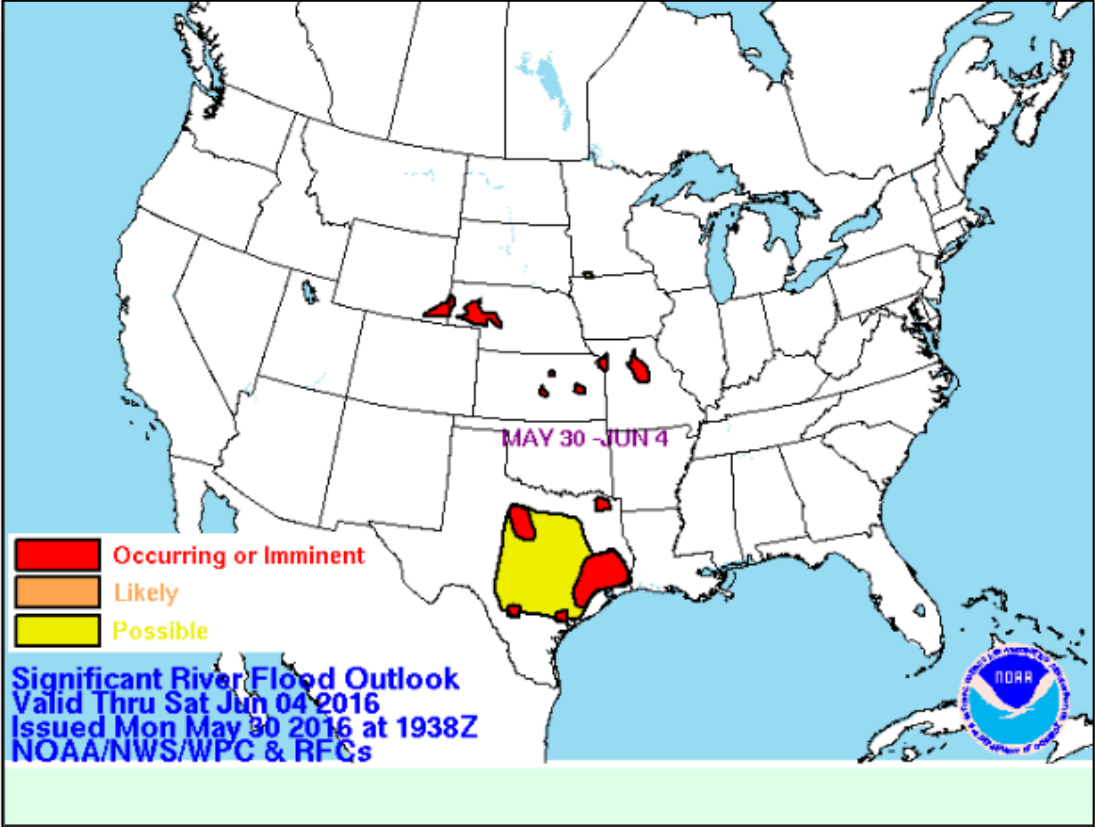 MAY 30 -JUN 4
Occurring or Imminent
Likely
Possible
Significant River Flood Outlook
Valid Thru Sat Jun 04 2016
Issued Mon May 30 2016 at 1938Z
NOAA/NWS/WPC & RFCs
NOAA